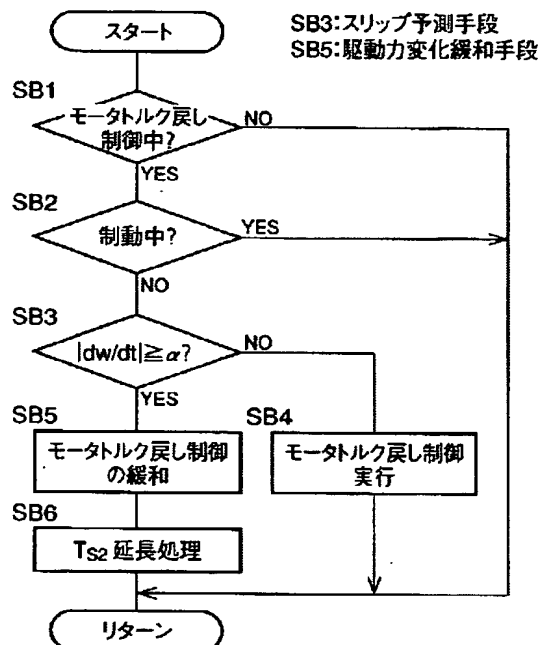 スタート
SB3:スリップ予測手段
SB5:駆動力変化緩和手段
SB1
モータトルク戻し
制御中?
NO
YES
SB2
制動中?
YES
NO
SB3
|dw/dt|≧α?
NO
YES
SB5
モータトルク戻し制御
の緩和
SB4
モータトルク戻し制御
実行
SB6
TS2 延長処理
リターン